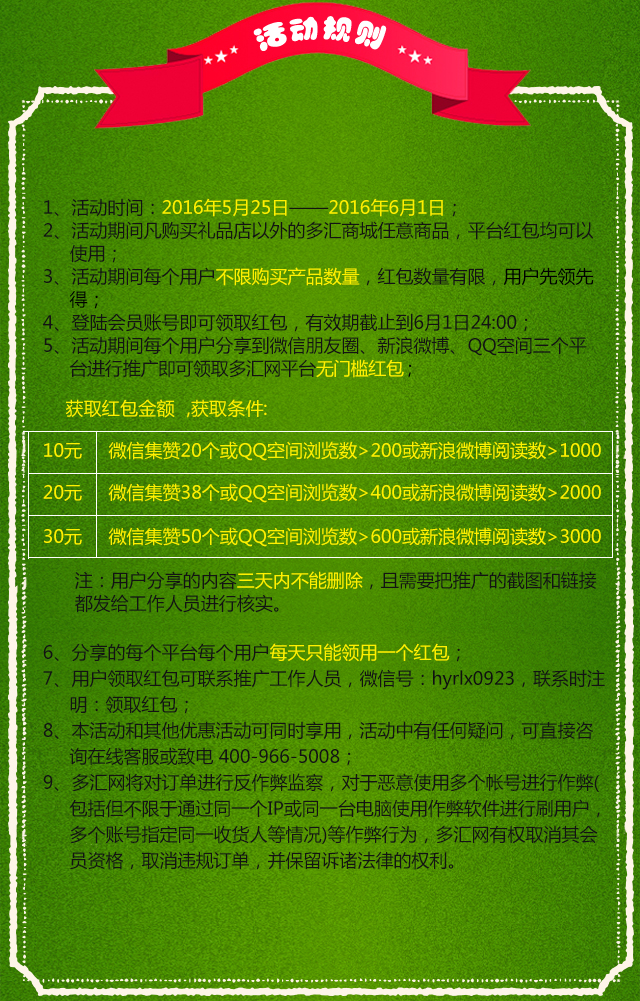 活动规则
1、活动时间：2016年5月25日——2016年6月1日；
2、活动期间凡购买礼品店以外的多汇商城任意商品，平台红包均可以
使用；
3、活动期间每个用户不限购买产品数量，红包数量有限，用户先领先
得；
4、登陆会员账号即可领取红包，有效期截止到6月1日24:00；
5、活动期间每个用户分享到微信朋友圈、新浪微博、QQ空间三个平
台进行推广即可领取多汇网平台无门槛红包；
获取红包金额 ,获取条件:
10元 微信集赞20个或QQ空间浏览数>200或新浪微博阅读数>1000
20元 微信集赞38个或QQ空间浏览数>400或新浪微博阅读数>2000
30元 微信集赞50个或QQ空间浏览数>600或新浪微博阅读数>3000
注：用户分享的内容三天内不能删除，且需要把推广的截图和链接
都发给工作人员进行核实。
6、分享的每个平台每个用户每天只能领用一个红包；
7、用户领取红包可联系推广工作人员，微信号：hyrlx0923，联系时注
明：领取红包；
8、本活动和其他优惠活动可同时享用，活动中有任何疑问，可直接咨
询在线客服或致电 400-966-5008；
9、多汇网将对订单进行反作弊监察，对于恶意使用多个帐号进行作弊(
包括但不限于通过同一个IP或同一台电脑使用作弊软件进行刷用户，
多个账号指定同一收货人等情况)等作弊行为，多汇网有权取消其会
员资格，取消违规订单，并保留诉诸法律的权利。